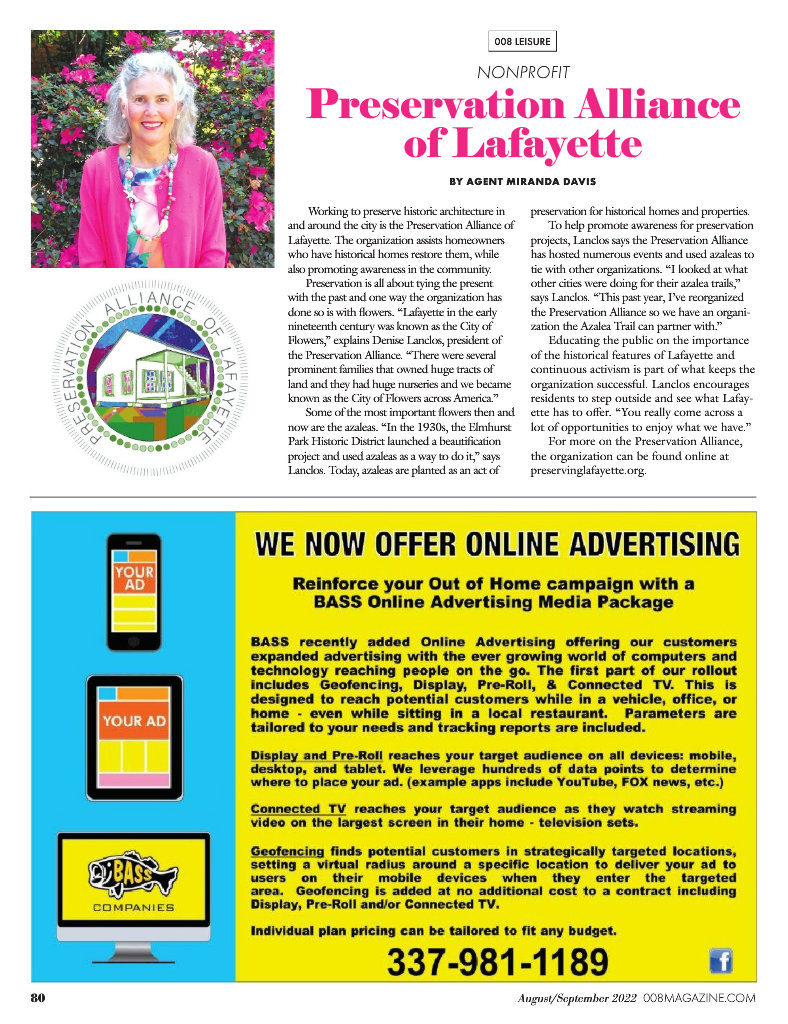 008 LEISURE
NONPROFIT
Preservation Alliance
of Lafayette
BY AGENT MIRANDA DAVIS
Working to preserve historic architecture in
and around the city is the Preservation Alliance of
Lafayette. The organization assists homeowners
who have historical homes restore them, while
also promoting awareness in the community.
Preservation is all about tying the present
with the past and one way the organization has
done so is with flowers. “Lafayette in the early
nineteenth century was known as the City of
Flowers,” explains Denise Lanclos, president of
the Preservation Alliance. “There were several
prominent families that owned huge tracts of
land and they had huge nurseries and we became
known as the City of Flowers across America.”
Some of the most important flowers then and
now are the azaleas. “In the 1930s, the Elmhurst
Park Historic District launched a beautification
project and used azaleas as a way to do it,” says
Lanclos. Today, azaleas are planted as an act of
preservation for historical homes and properties.
To help promote awareness for preservation
projects, Lanclos says the Preservation Alliance
has hosted numerous events and used azaleas to
tie with other organizations. “I looked at what
other cities were doing for their azalea trails,”
says Lanclos. “This past year, I’ve reorganized
the Preservation Alliance so we have an organi-
zation the Azalea Trail can partner with.”
Educating the public on the importance
of the historical features of Lafayette and
continuous activism is part of what keeps the
organization successful. Lanclos encourages
residents to step outside and see what Lafay-
ette has to offer. “You really come across a
lot of opportunities to enjoy what we have.”
For more on the Preservation Alliance,
the organization can be found online at
preservinglafayette.org.
PRESERVATION ALLIANCE OF LAFAYETTE
YOUR
AD
YOUR AD
BASS
COMPANIES
WE NOW OFFER ONLINE ADVERTISING
Reinforce your Out of Home campaign with a
BASS Online Advertising Media Package
BASS recently added Online Advertising offering our customers
expanded advertising with the ever growing world of computers and
technology reaching people on the go. The first part of our rollout
includes Geofencing, Display, Pre-Roll, & Connected TV. This is
designed to reach potential customers while in a vehicle, office, or
home - even while sitting in a local restaurant. Parameters are
tailored to your needs and tracking reports are included.
Display and Pre-Roll reaches your target audience on all devices: mobile,
desktop, and tablet. We leverage hundreds of data points to determine
where to place your ad. (example apps include YouTube, FOX news, etc.)
Connected TV reaches your target audience as they watch streaming
video on the largest screen in their home - television sets.
Geofencing finds potential customers in strategically targeted locations,
setting a virtual radius around a specific location to deliver your ad to
users on their mobile devices when they enter the targeted
area. Geofencing is added at no additional cost to a contract including
Display, Pre-Roll and/or Connected TV.
Individual plan pricing can be tailored to fit any budget.
337-981-1189
f
80
August/September 2022 008MAGAZINE.COM